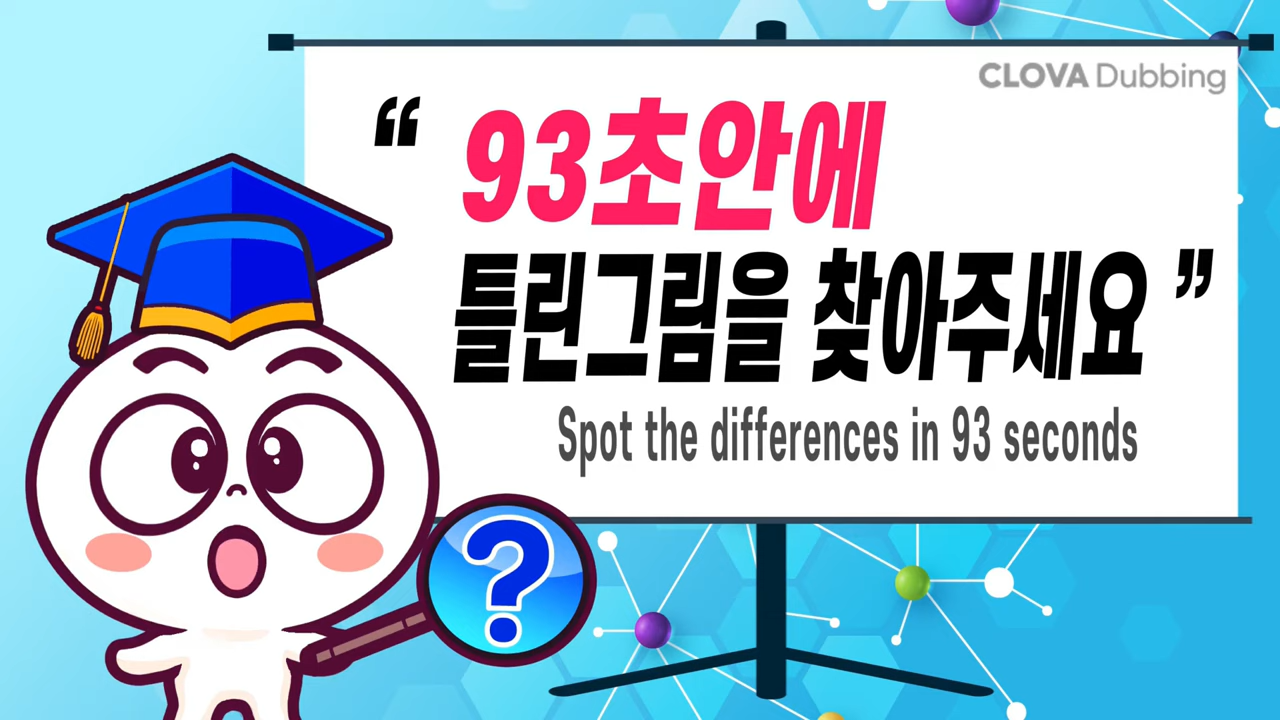 CLOVA Dubbing
“ 93초안에
틀린그림을 찾아주세요 ”
Spot the differences in 93 seconds
?